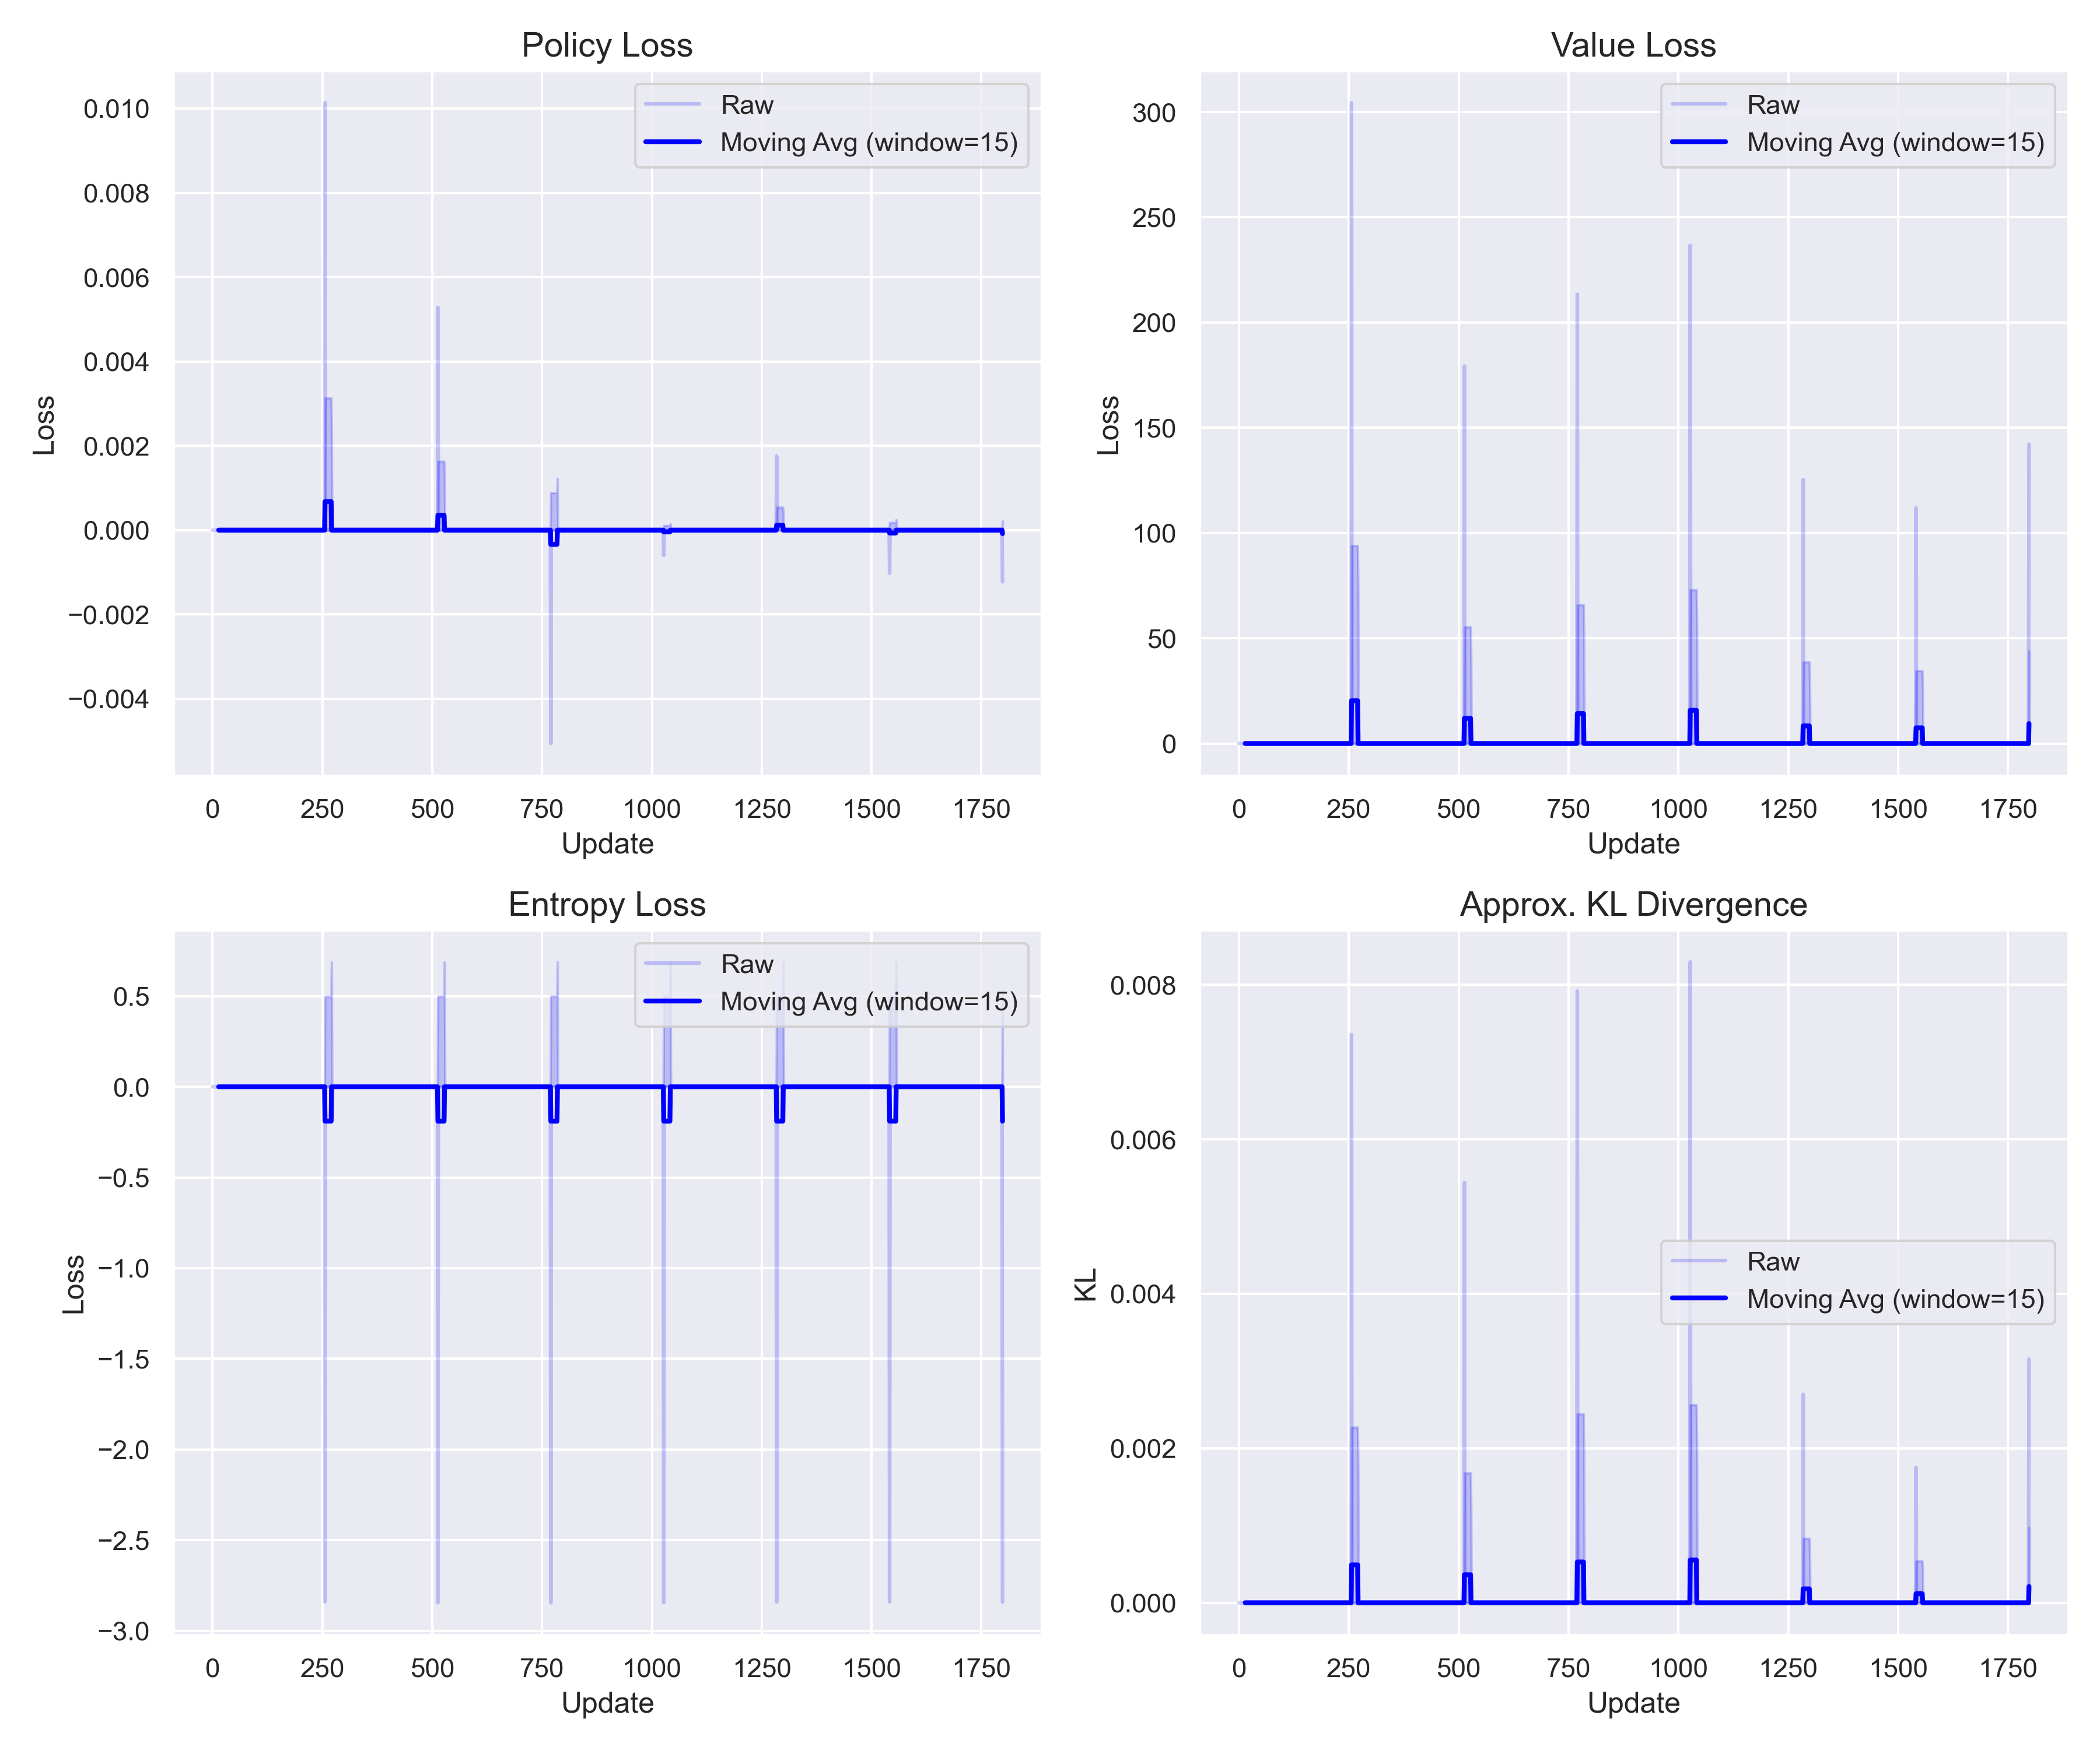 Policy Loss
Raw
Moving Avg (window=15)
0.010
0.008
0.006
0.004
0.002
0.000
−0.002
−0.004
Loss
0 250 500 750 1000 1250 1500 1750
Update
Value Loss
Raw
Moving Avg (window=15)
300
250
200
150
100
50
0
Loss
0 250 500 750 1000 1250 1500 1750
Update
Entropy Loss
Raw
Moving Avg (window=15)
0.5
0.0
−0.5
−1.0
−1.5
−2.0
−2.5
−3.0
Loss
0 250 500 750 1000 1250 1500 1750
Update
Approx. KL Divergence
0.008
0.006
0.004
0.002
0.000
KL
Raw
Moving Avg (window=15)
0 250 500 750 1000 1250 1500 1750
Update